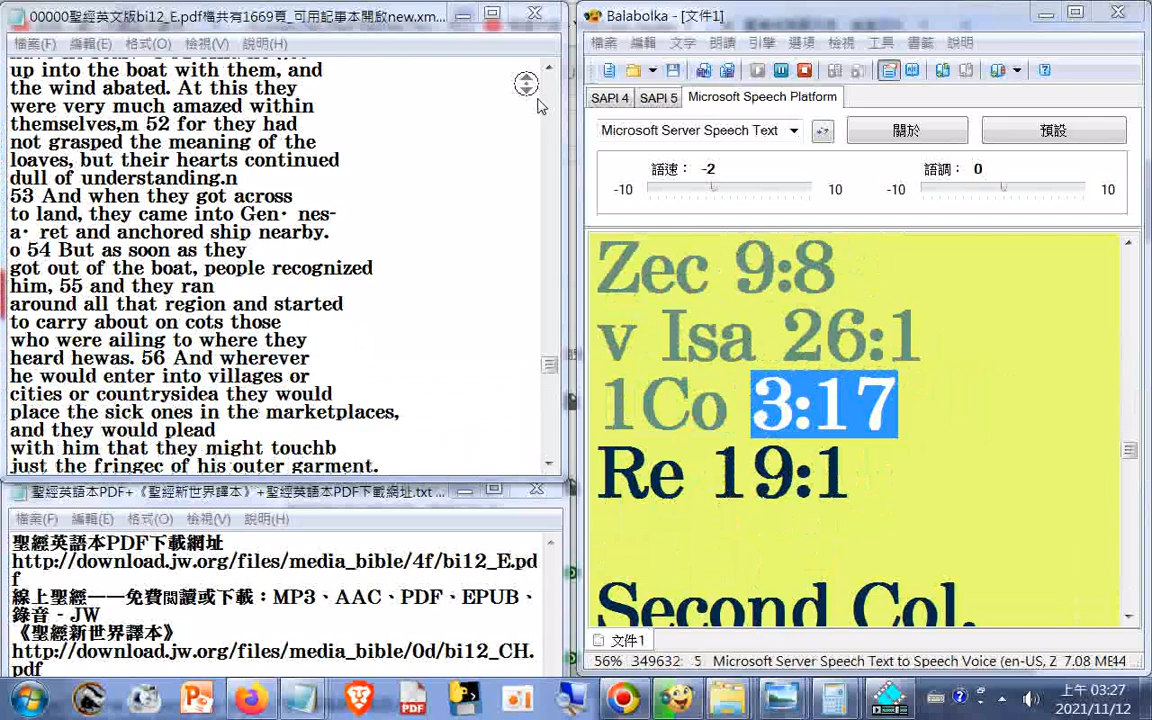 00000聖經英文版bi12_E.pdf檔共有1669頁_可用記事本開啟new.xm...
檔案(F) 編輯(E) 格式(O) 檢視(V) 說明(H)
up into the boat with them, and
the wind abated. At this they
were very much amazed within
themselves,m 52 for they had
not grasped the meaning of the
loaves, but their hearts continued
dull of understanding.n
53 And when they got across
to land, they came into Gen· nes-
a· ret and anchored ship nearby.
o 54 But as soon as they
got out of the boat, people recognized
him, 55 and they ran
around all that region and started
to carry about on cots those
who were ailing to where they
heard hewas. 56 And wherever
he would enter into villages or
cities or countrysidea they would
place the sick ones in the marketplaces,
and they would plead
with him that they might touchb
just the fringec of his outer garment.
聖經英語本PDF+《聖經新世界譯本》+聖經英語本PDF下載網址.txt ...
檔案(F) 編輯(E) 格式(O) 檢視(V) 說明(H)
聖經英語本PDF下載網址
http://download.jw.org/files/media_bible/4f/bi12_E.pd
f
線上聖經——免費閱讀或下載：MP3、AAC、PDF、EPUB、
錄音 - JW
《聖經新世界譯本》
http://download.jw.org/files/media_bible/0d/bi12_CH.
pdf
Balabolka - [文件1]
檔案 編輯 文字 朗讀 引擎 選項 檢視 工具 書籤 說明
SAPI 4 SAPI 5 Microsoft Speech Platform
Microsoft Server Speech Text 關於 預設
語速： -2 語調： 0
-10 10 -10 10
Zec 9:8
v Isa 26:1
1Co 3:17
Re 19:1
Second Col.
文件1
56% 349632: 5 Microsoft Server Speech Text to Speech Voice (en-US, Z 7.08 ME44
PDF
上午 03:27
2021/11/12